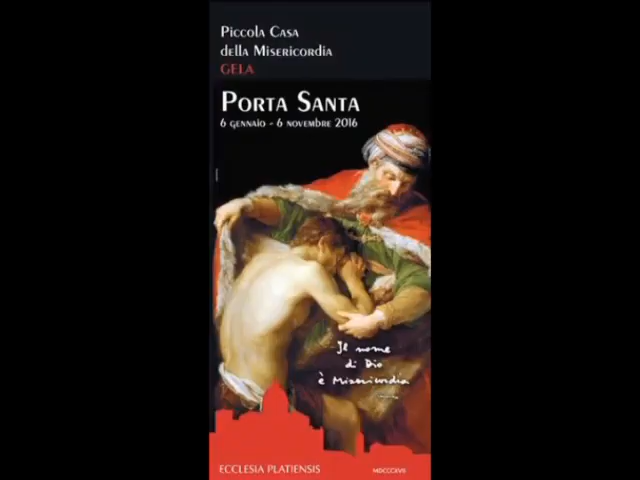 Piccola Casa
della Misericordia
GELA
Porta Santa
6 gennaio - 6 novembre 2016
Il nome
di Dio
è Misericordia
ECCLESIA PLATIENSIS